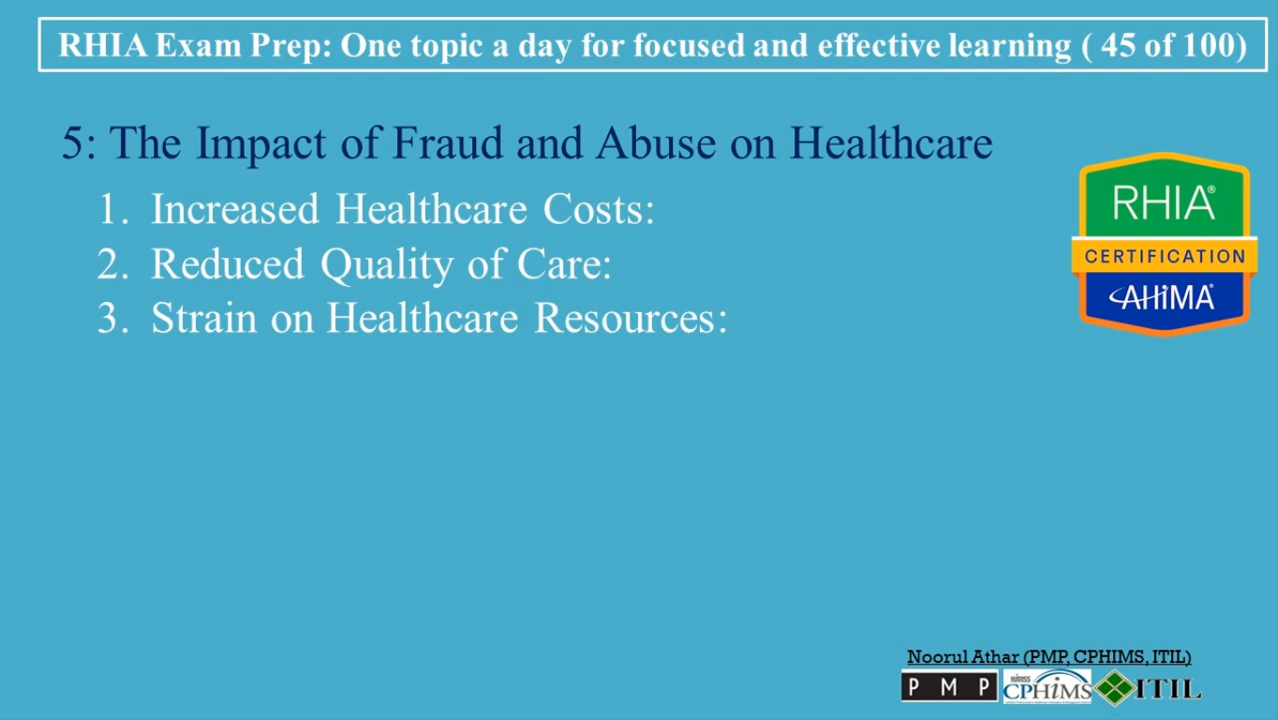 RHIA Exam Prep: One topic a day for focused and effective learning ( 45 of 100)
5: The Impact of Fraud and Abuse on Healthcare
1. Increased Healthcare Costs:
2. Reduced Quality of Care:
3. Strain on Healthcare Resources:
RHIA®
CERTIFICATION
AHIMA®
Noorul Athar (PMP, CPHIMS, ITIL)
P M P
HIMSS
CPHIMS
ITIL